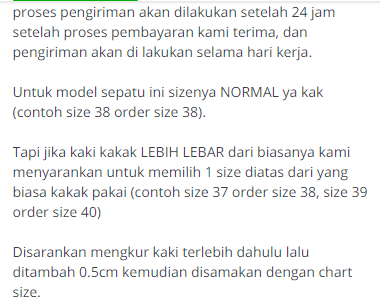 proses pengiriman akan dilakukan setelah 24 jam
setelah proses pembayaran kami terima, dan
pengiriman akan di lakukan selama hari kerja.
Untuk model sepatu ini sizenya NORMAL ya kak
(contoh size 38 order size 38).
Tapi jika kaki kakak LEBIH LEBAR dari biasanya kami
menyarankan untuk memilih 1 size diatas dari yang
biasa kakak pakai (contoh size 37 order size 38, size 39
order size 40)
Disarankan mengkur kaki terlebih dahulu lalu
ditambah 0.5cm kemudian disamakan dengan chart
size.